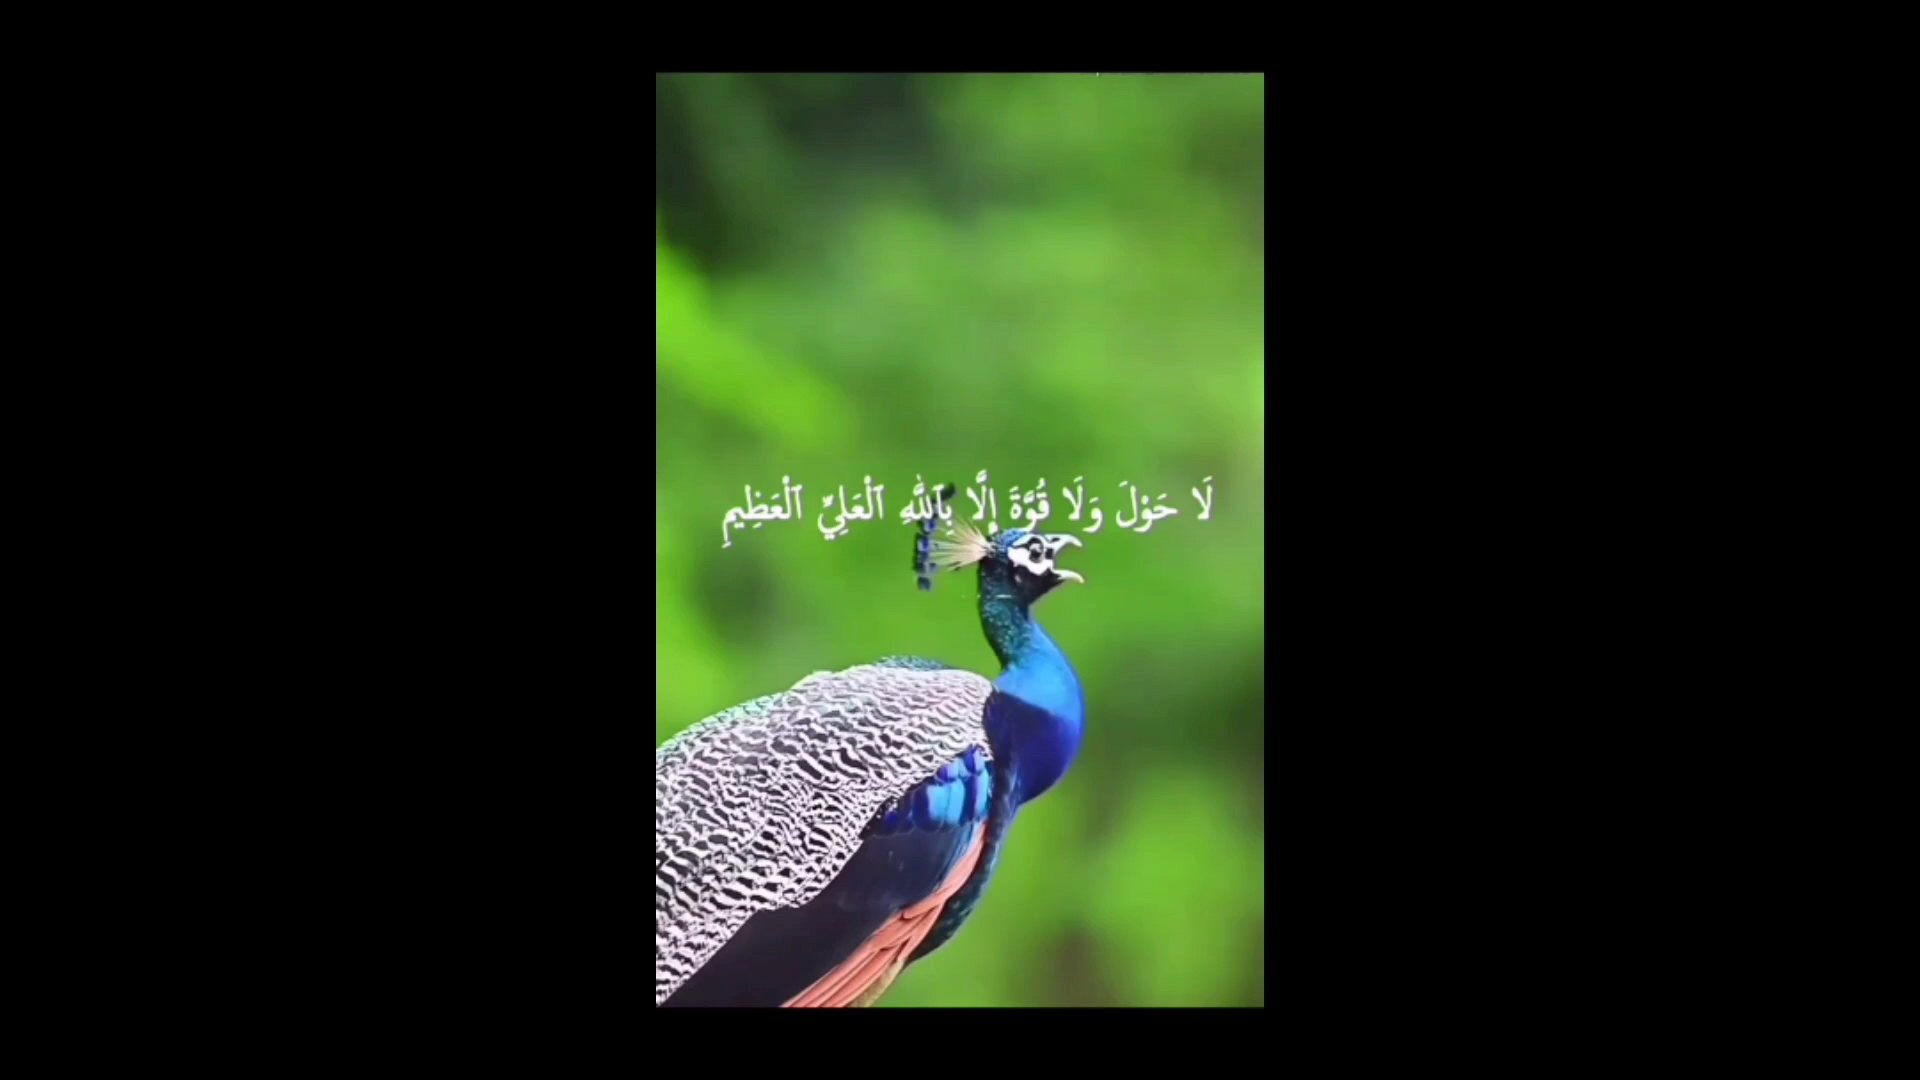 لَا حَوْلَ وَلَا قُوَّةَ إِلَّا بِٱللَّٰهِ ٱلْعَلِيِّ ٱلْعَظِيمِ